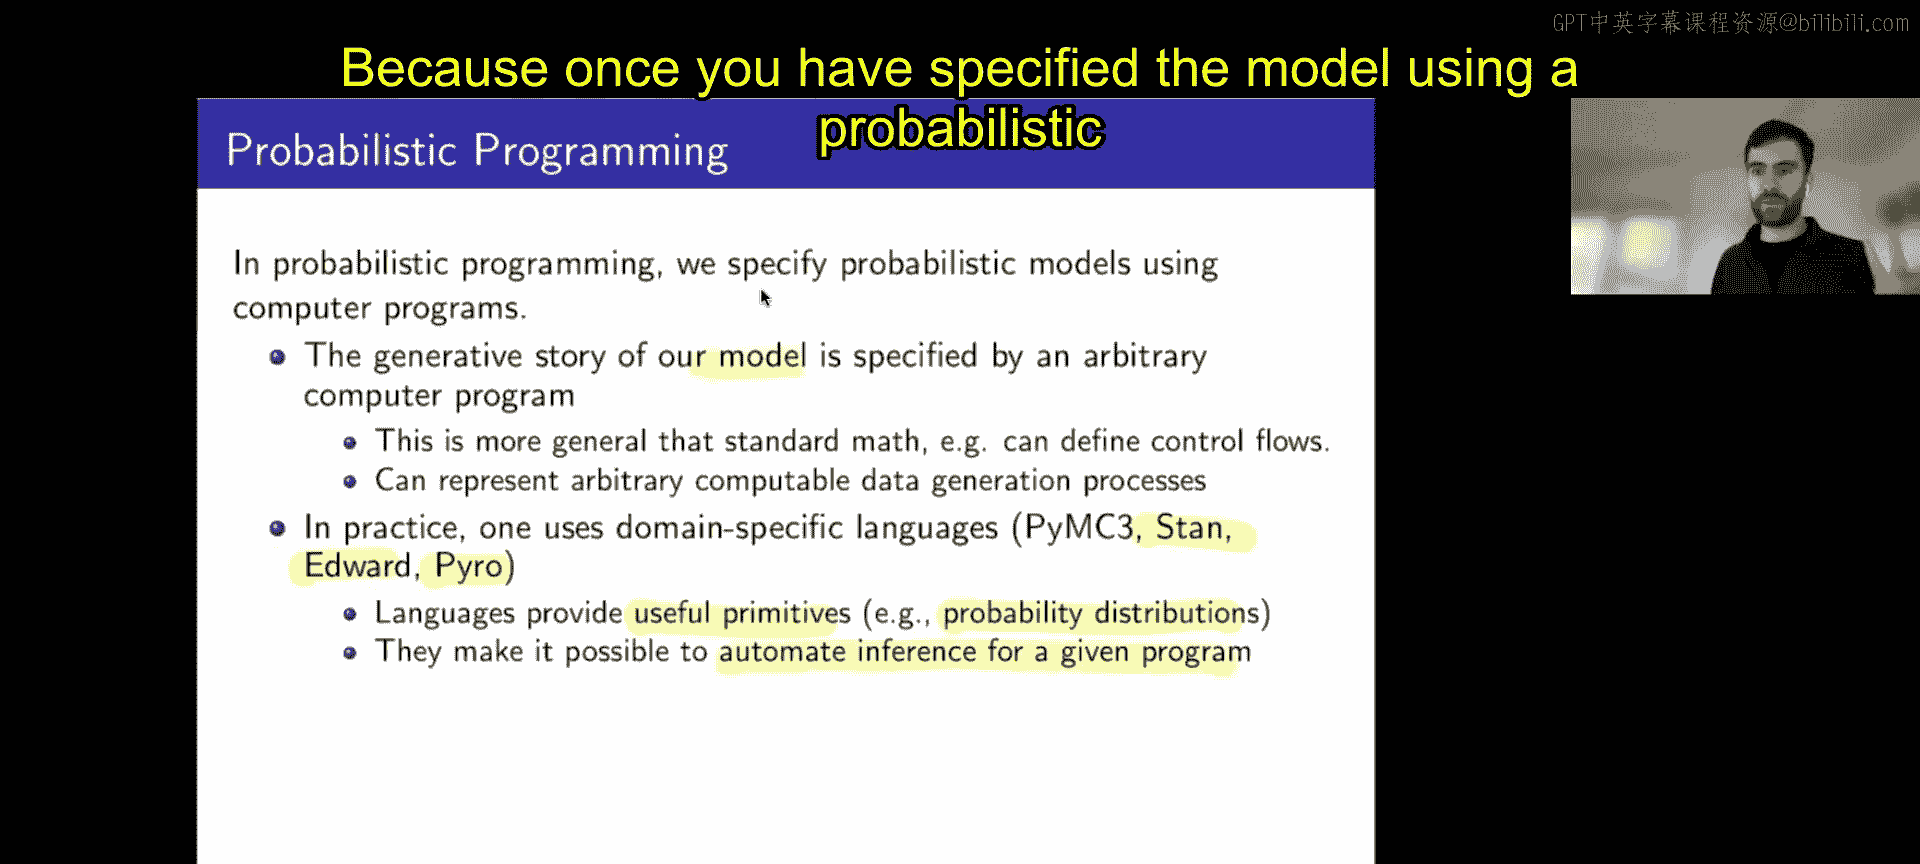 GPT中英字幕课程资源@bilibili.com
Because once you have specified the model using a
probabilistic
Probabilistic Programming
In probabilistic programming, we specify probabilistic models using
computer programs.
The generative story of our model is specified by an arbitrary
computer program
This is more general that standard math, e.g. can define control flows.
Can represent arbitrary computable data generation processes
In practice, one uses domain-specific languages (PyMC3, Stan,
Edward, Pyro)
Languages provide useful primitives (e.g., probability distributions)
They make it possible to automate inference for a given program